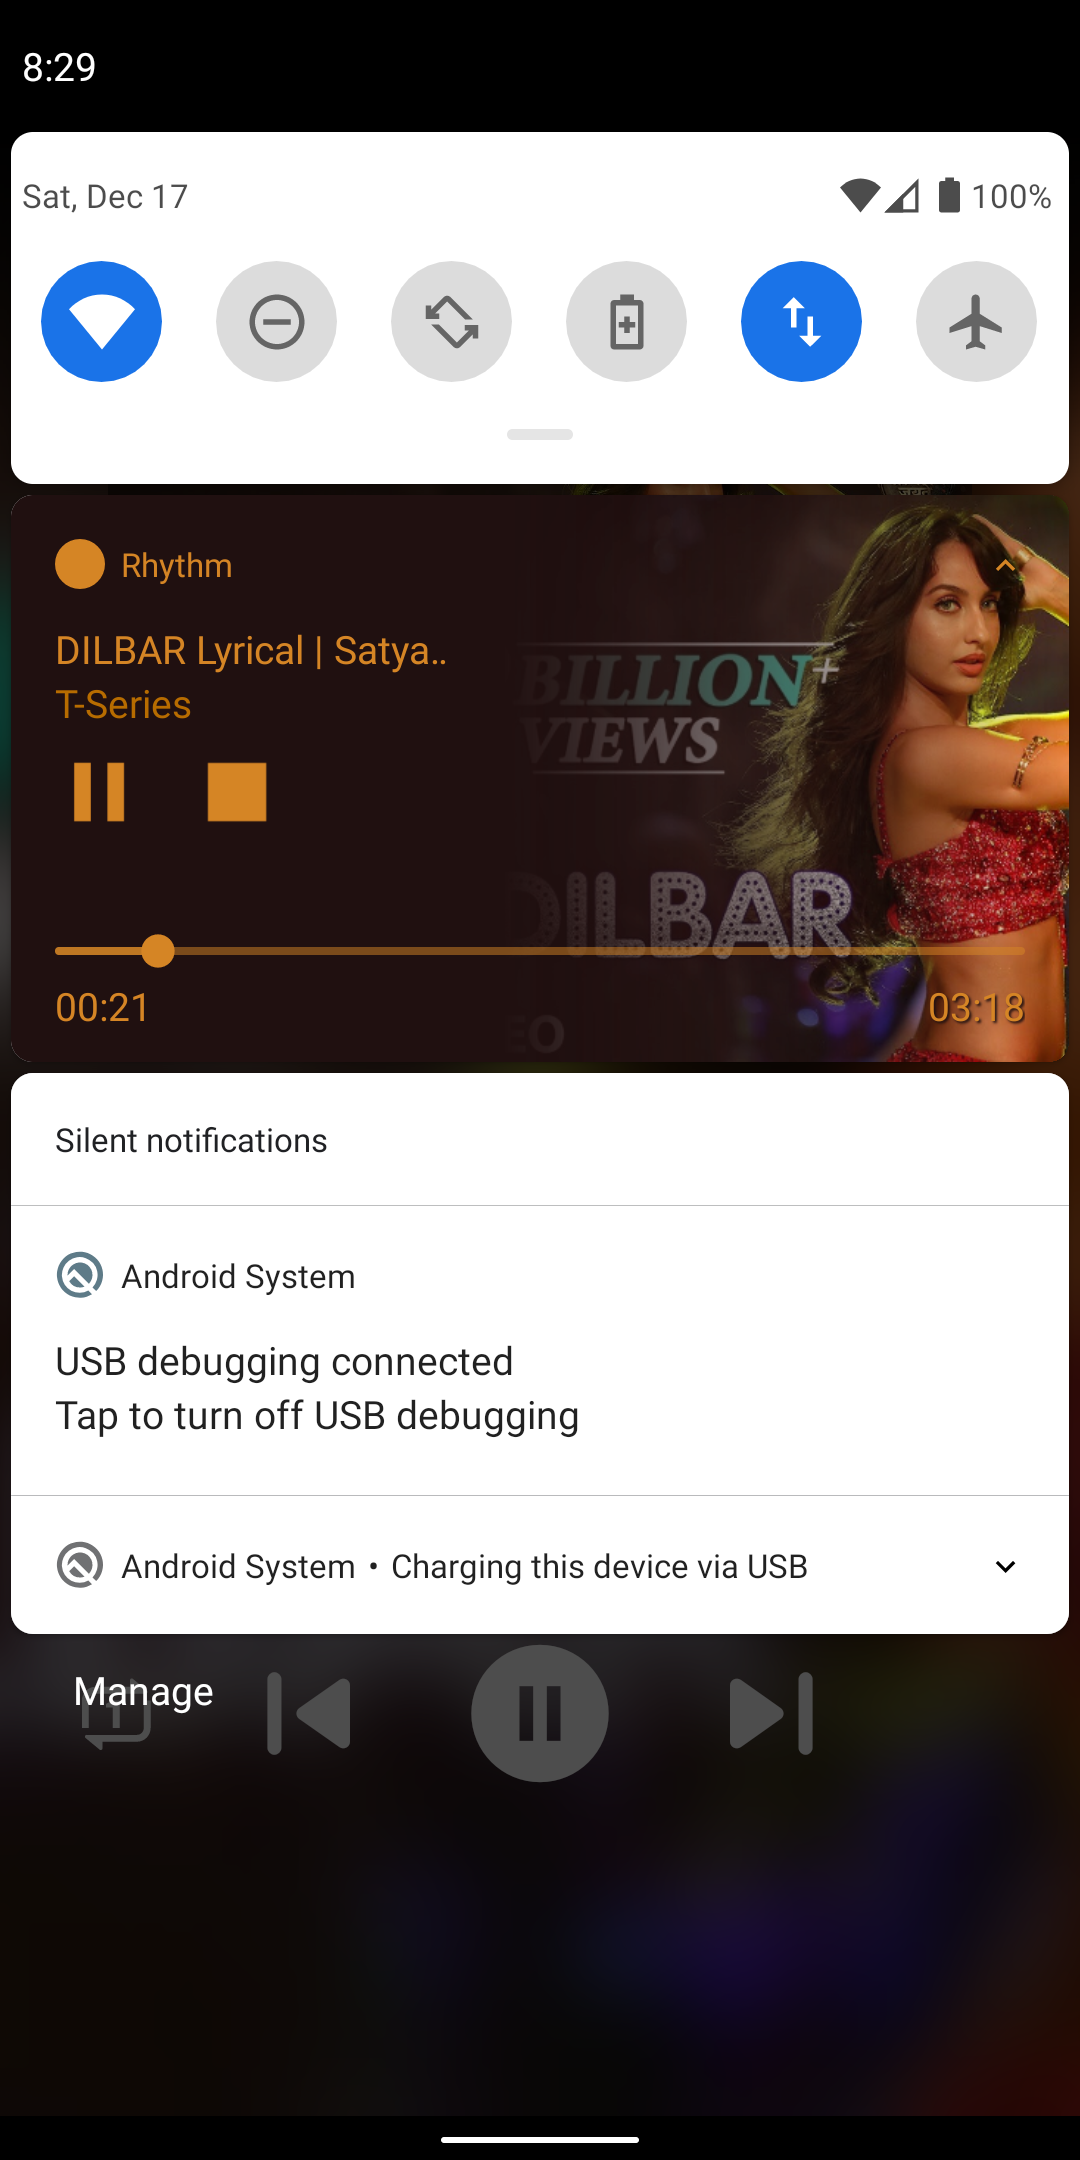 8:29
Sat, Dec 17
100%
Rhythm
DILBAR Lyrical | Satya..
T-Series
BILLION+
VIEWS
DILBAR
00:21
03:18
EO
Silent notifications
Android System
USB debugging connected
Tap to turn off USB debugging
Android System • Charging this device via USB
Manage
1